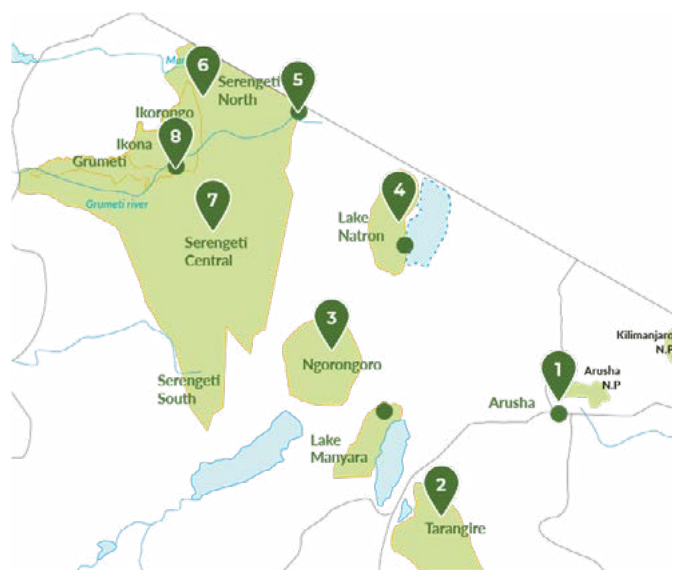 6
Serengeti
North
5
Ikorongo
8
Ikona
Grumeti
Grumeti river
7
Serengeti
Central
4
Lake
Natron
3
Ngorongoro
Kilimanjaro
N.P
1
Arusha
N.P
Arusha
Serengeti
South
Lake
Manyara
2
Tarangire